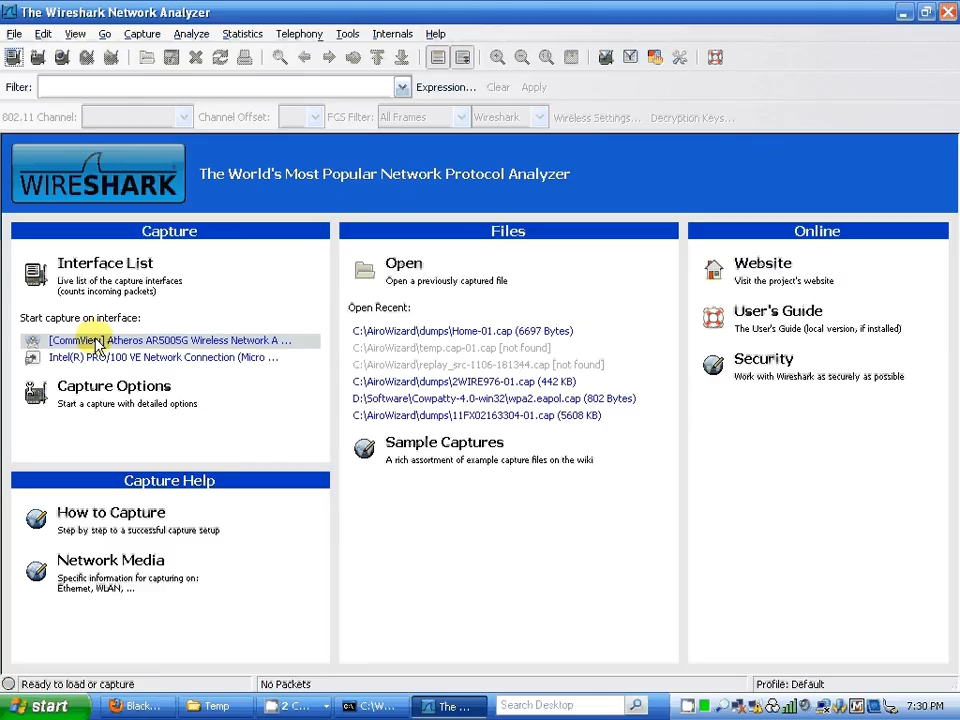 The Wireshark Network Analyzer
File Edit View Go Capture Analyze Statistics Telephony Tools Internals Help
Filter: Expression... Clear Apply
802.11 Channel: Channel Offset: FCS Filter: All Frames Wireshark Wireless Settings... Decryption Keys...
WIRESHARK
The World's Most Popular Network Protocol Analyzer
Capture
Interface List
Live list of the capture interfaces
(counts incoming packets)
Start capture on interface:
[CommView] Atheros AR5005G Wireless Network A ...
Intel(R) PRO/100 VE Network Connection (Micro ...
Capture Options
Start a capture with detailed options
Capture Help
How to Capture
Step by step to a successful capture setup
Network Media
Specific information for capturing on:
Ethernet, WLAN, ...
Files
Open
Open a previously captured file
Open Recent:
C:\AiroWizard\dumps\Home-01.cap (6697 Bytes)
C:\AiroWizard\temp.cap-01.cap [not found]
C:\AiroWizard\replay_src-1106-181344.cap [not found]
C:\AiroWizard\dumps\2WIRE976-01.cap (442 KB)
D:\Software\Cowpatty-4.0-win32\wpa2.eapol.cap (802 Bytes)
C:\AiroWizard\dumps\11FX02163304-01.cap (5608 KB)
Sample Captures
A rich assortment of example capture files on the wiki
Online
Website
Visit the project's website
User's Guide
The User's Guide (local version, if installed)
Security
Work with Wireshark as securely as possible
Ready to load or capture No Packets Profile: Default
start Black... Temp 2 C... C:\W... The ... Search Desktop 7:30 PM